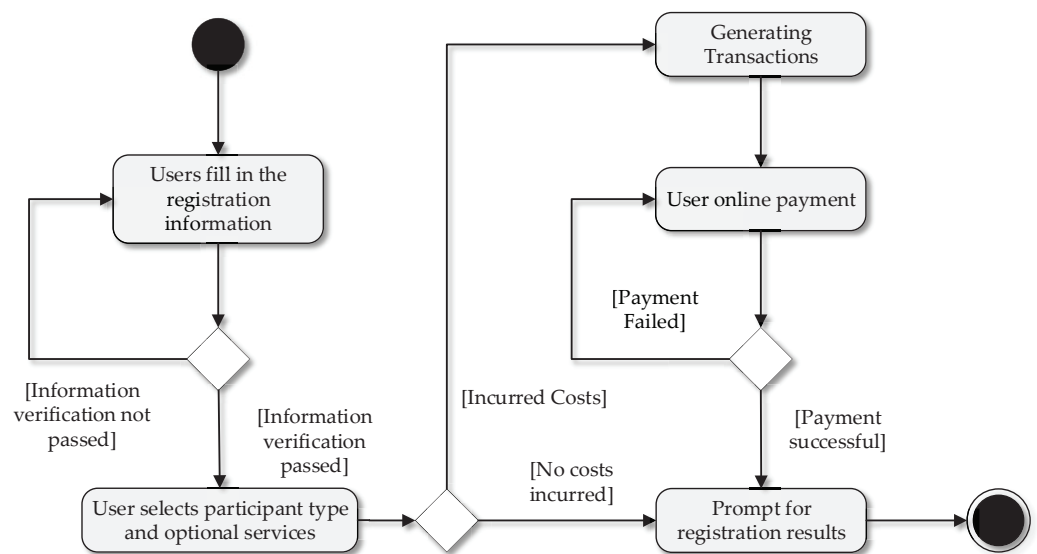 Users fill in the
registration
information
[Information
verification not
passed]
[Information
verification
passed]
User selects participant type
and optional services
[Incurred Costs]
[No costs
incurred]
Generating
Transactions
User online payment
[Payment
Failed]
[Payment
successful]
Prompt for
registration results